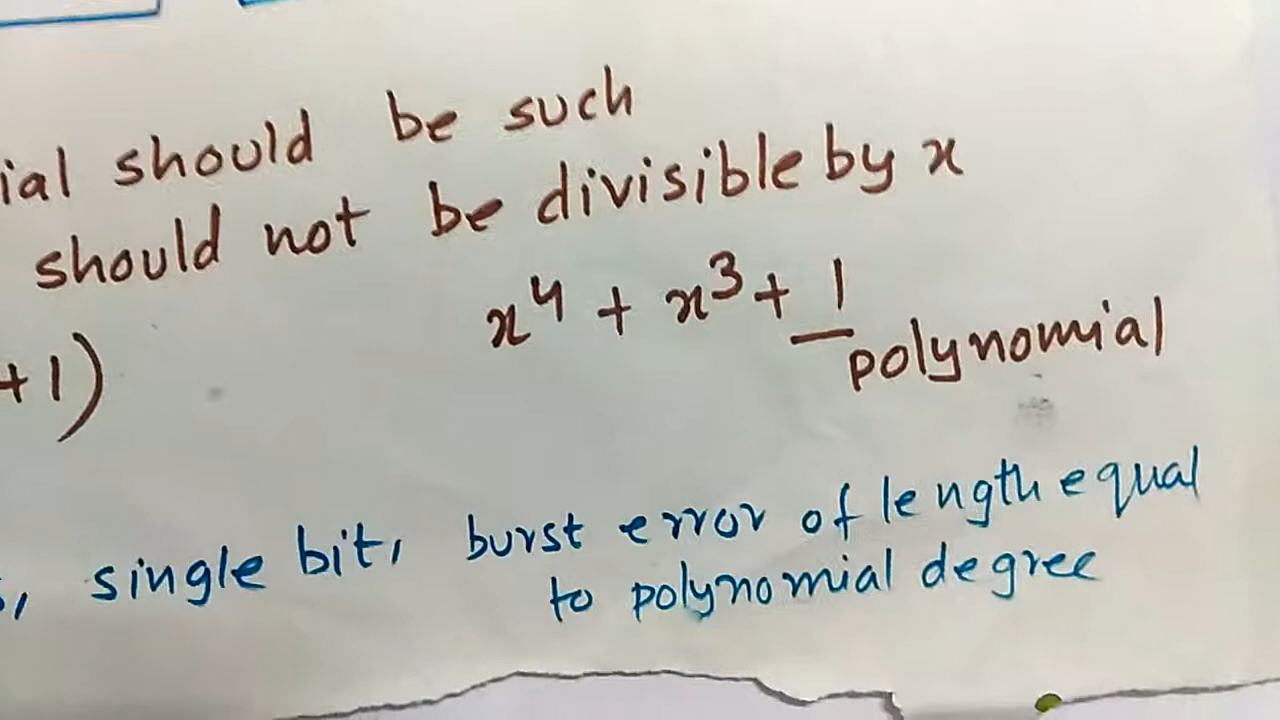 ial should be such
should not be divisible by x
x⁴ + x³ + 1
polynomial
+1)
, single bit, burst error of length equal
to polynomial degree